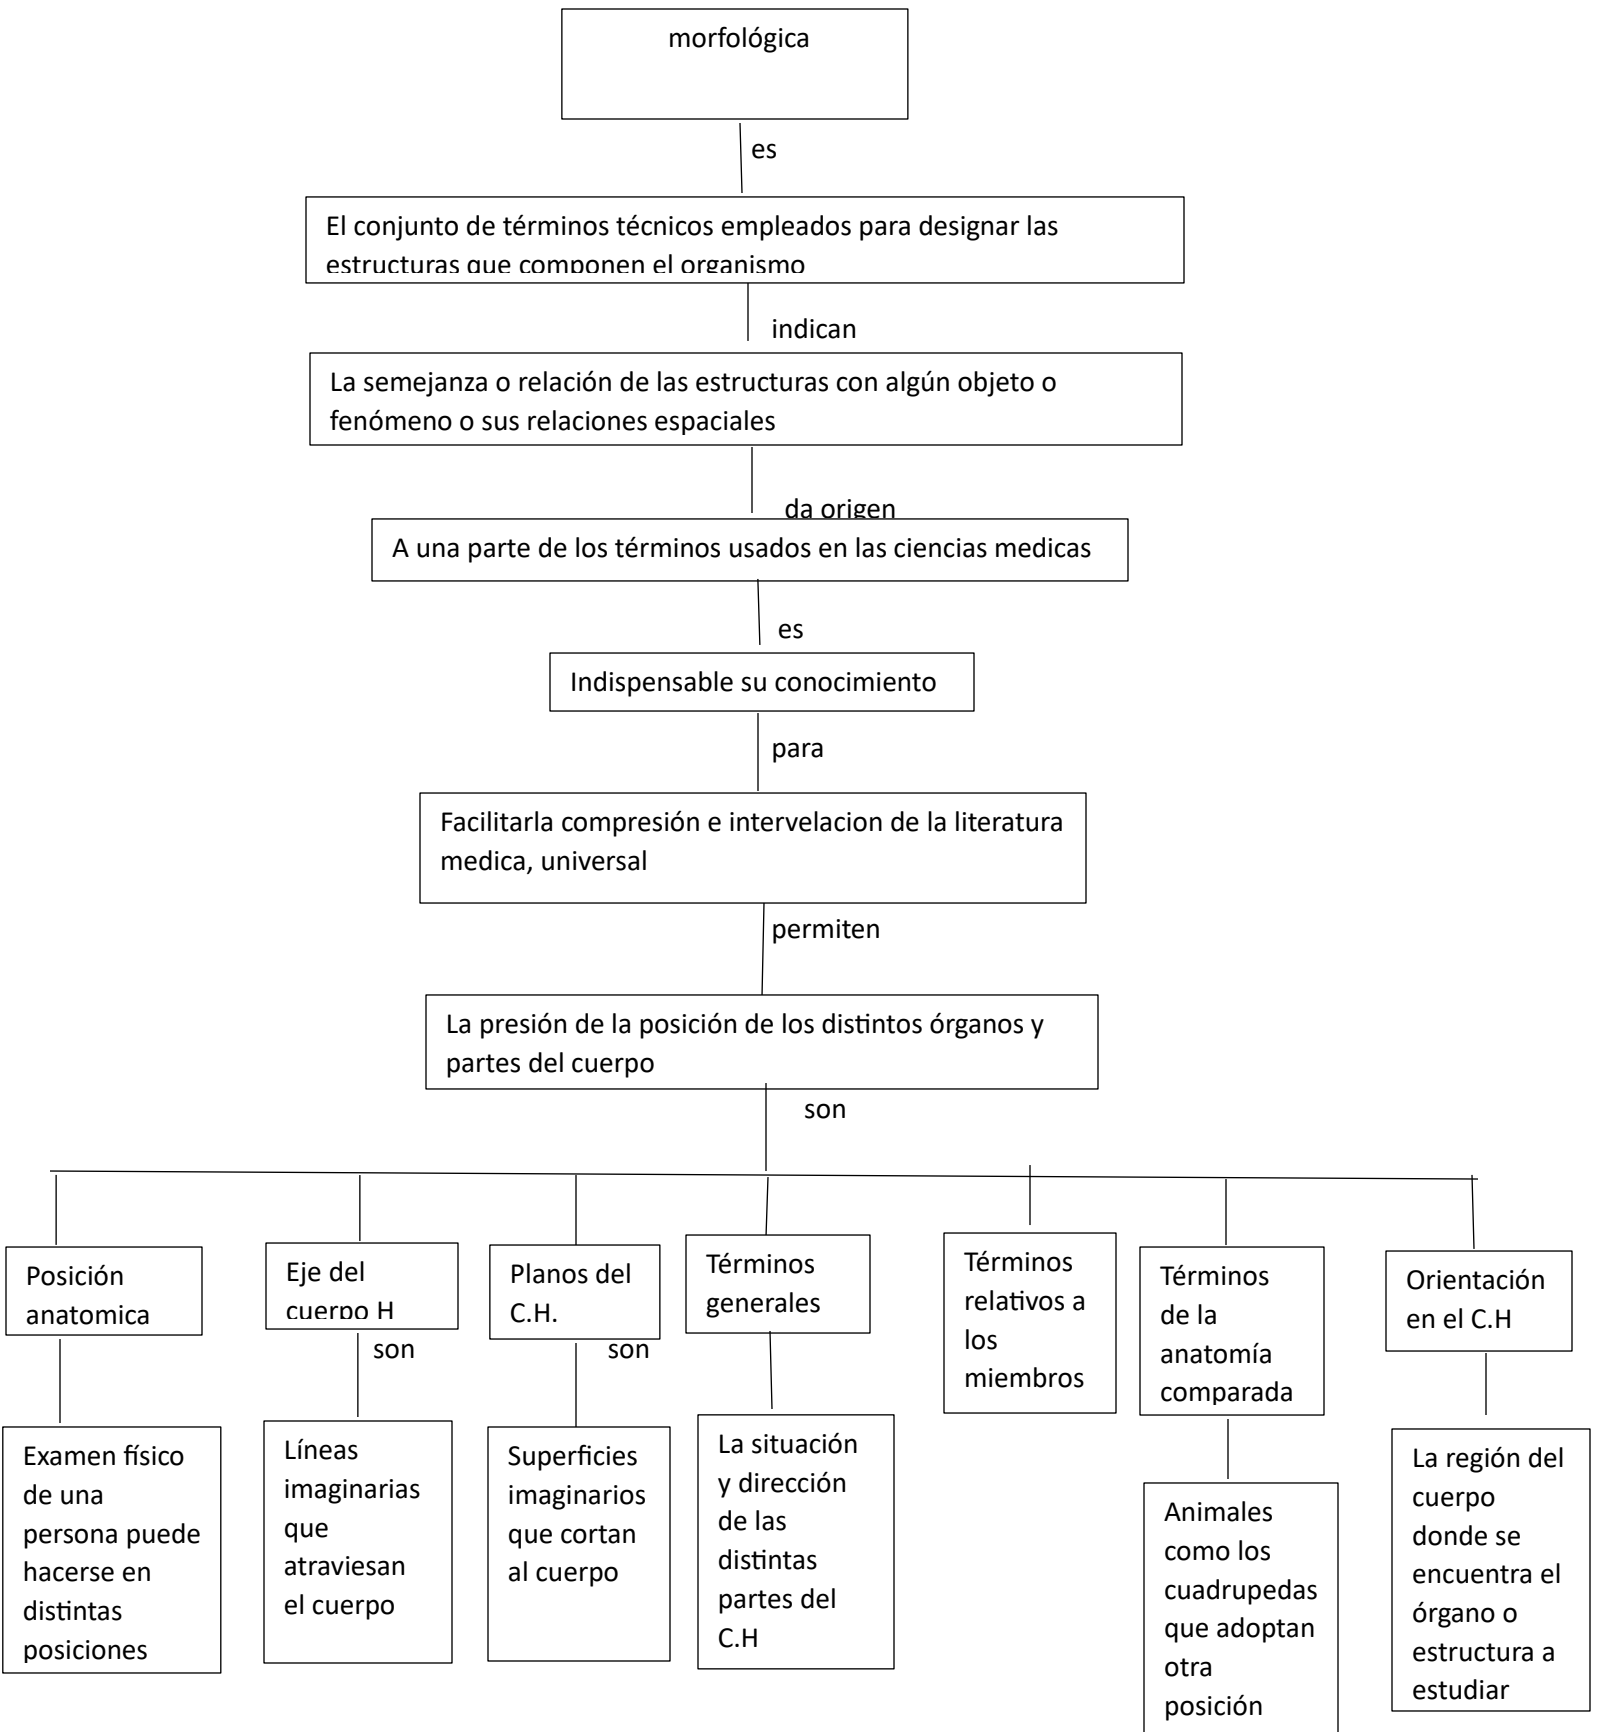 morfológica
es
El conjunto de términos técnicos empleados para designar las
estructuras que componen el organismo
indican
La semejanza o relación de las estructuras con algún objeto o
fenómeno o sus relaciones espaciales
da origen
A una parte de los términos usados en las ciencias medicas
es
Indispensable su conocimiento
para
Facilitarla compresión e intervelacion de la literatura
medica, universal
permiten
La presión de la posición de los distintos órganos y
partes del cuerpo
son
Posición
anatomica
Eje del
cuerpo H
Planos del
C.H.
Términos
generales
Términos
relativos a
los
miembros
Términos
de la
anatomía
comparada
Orientación
en el C.H
son
son
Examen físico
de una
persona puede
hacerse en
distintas
posiciones
Líneas
imaginarias
que
atraviesan
el cuerpo
Superficies
imaginarios
que cortan
al cuerpo
La situación
y dirección
de las
distintas
partes del
C.H
Animales
como los
cuadrupedas
que adoptan
otra
posición
La región del
cuerpo
donde se
encuentra el
órgano o
estructura a
estudiar